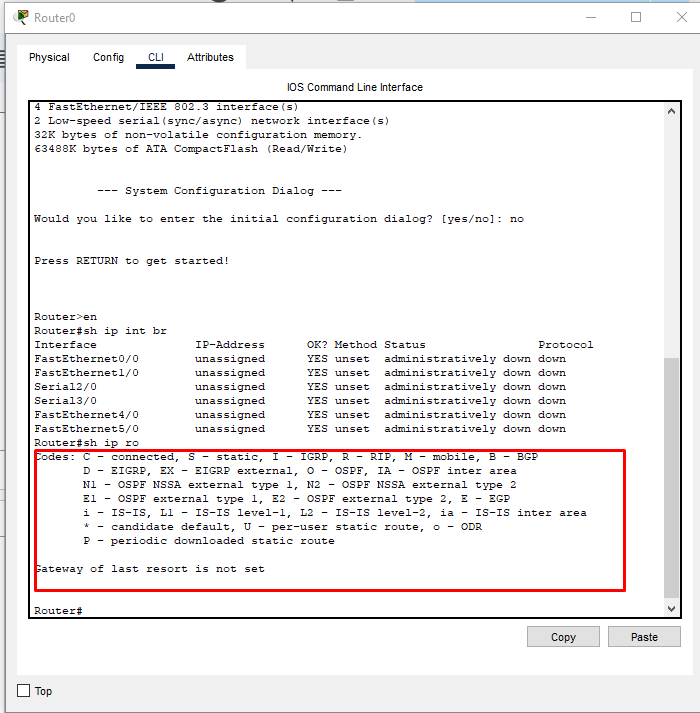 Router0
Physical Config CLI Attributes
IOS Command Line Interface
4 FastEthernet/IEEE 802.3 interface(s)
2 Low-speed serial(sync/async) network interface(s)
32K bytes of non-volatile configuration memory.
63488K bytes of ATA CompactFlash (Read/Write)
--- System Configuration Dialog ---
Would you like to enter the initial configuration dialog? [yes/no]: no
Press RETURN to get started!
Router>en
Router#sh ip int br
Interface IP-Address OK? Method Status Protocol
FastEthernet0/0 unassigned YES unset administratively down down
FastEthernet1/0 unassigned YES unset administratively down down
Serial2/0 unassigned YES unset administratively down down
Serial3/0 unassigned YES unset administratively down down
FastEthernet4/0 unassigned YES unset administratively down down
FastEthernet5/0 unassigned YES unset administratively down down
Router#sh ip ro
Codes: C - connected, S - static, I - IGRP, R - RIP, M - mobile, B - BGP
D - EIGRP, EX - EIGRP external, O - OSPF, IA - OSPF inter area
N1 - OSPF NSSA external type 1, N2 - OSPF NSSA external type 2
E1 - OSPF external type 1, E2 - OSPF external type 2, E - EGP
i - IS-IS, L1 - IS-IS level-1, L2 - IS-IS level-2, ia - IS-IS inter area
* - candidate default, U - per-user static route, o - ODR
P - periodic downloaded static route
Gateway of last resort is not set
Router#
Copy Paste
Top